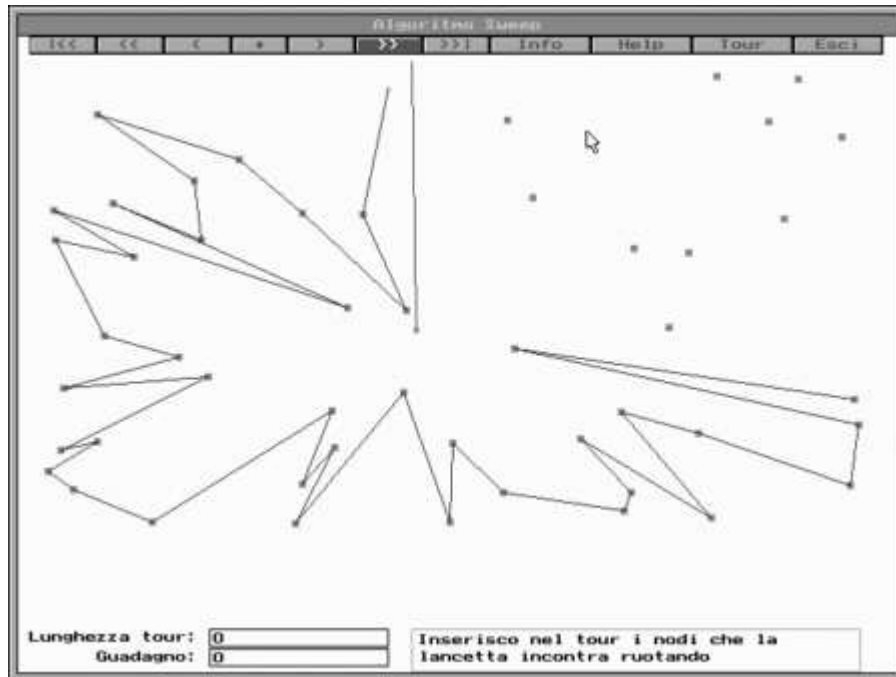 Algoritmo Sweep
I<< << < * > >> >>I Info Help Tour Esci
Lunghezza tour: 0
Guadagno: 0
Inserisco nel tour i nodi che la
lancetta incontra ruotando